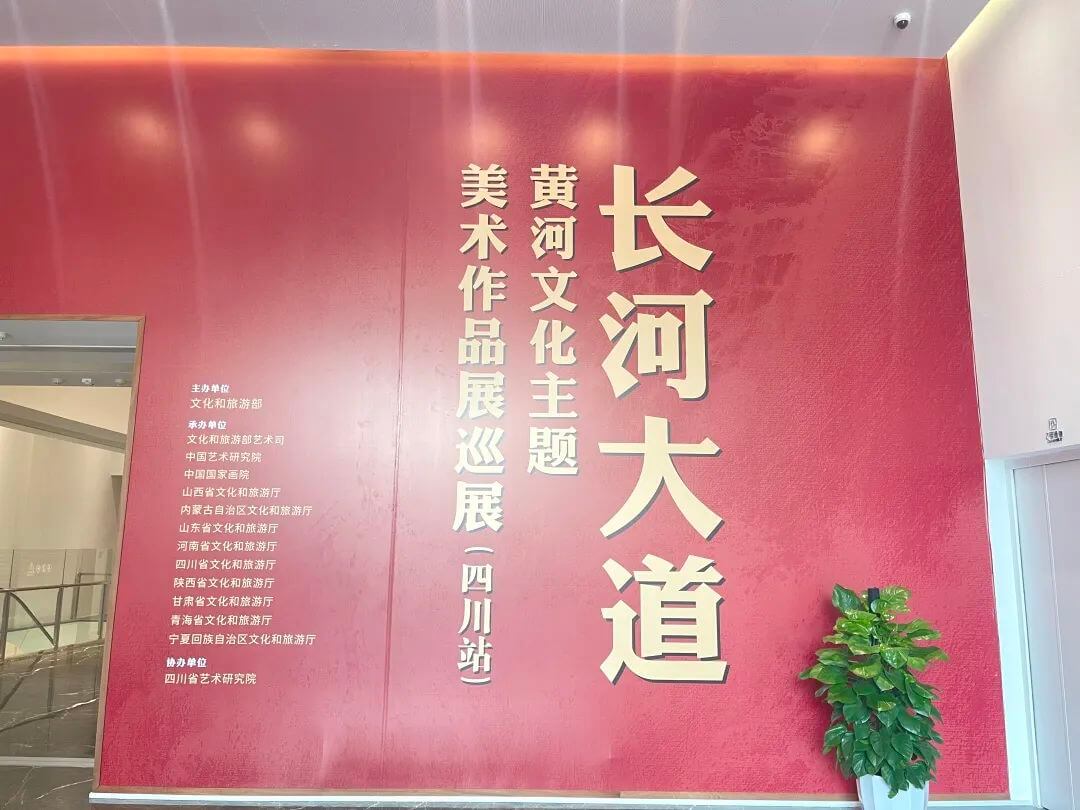 长河大道
黄河文化主题
美术作品展巡展(四川站)
主办单位
文化和旅游部
承办单位
文化和旅游部艺术司
中国艺术研究院
中国国家画院
山西省文化和旅游厅
内蒙古自治区文化和旅游厅
山东省文化和旅游厅
河南省文化和旅游厅
四川省文化和旅游厅
陕西省文化和旅游厅
甘肃省文化和旅游厅
青海省文化和旅游厅
宁夏回族自治区文化和旅游厅
协办单位
四川省艺术研究院